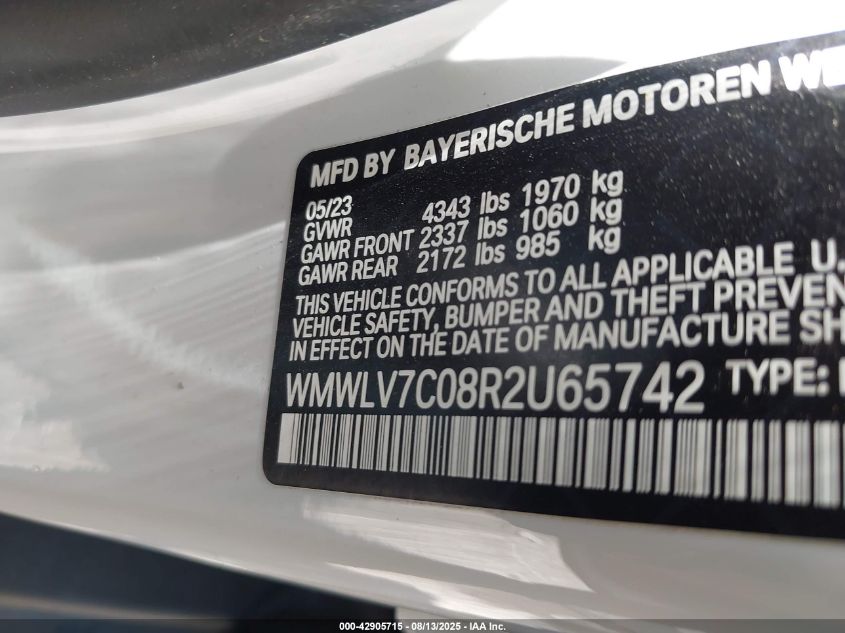 MFD BY BAYERISCHE MOTOREN
05/23
GVWR 4343 lbs 1970 kg
GAWR FRONT 2337 lbs 1060 kg
GAWR REAR 2172 lbs 985 kg
THIS VEHICLE CONFORMS TO ALL APPLICABLE U.
VEHICLE SAFETY, BUMPER AND THEFT PREVEN
IN EFFECT ON THE DATE OF MANUFACTURE SH
WMWLV7C08R2U65742 TYPE:
000-42905715 - 08/13/2025 - IAA Inc.